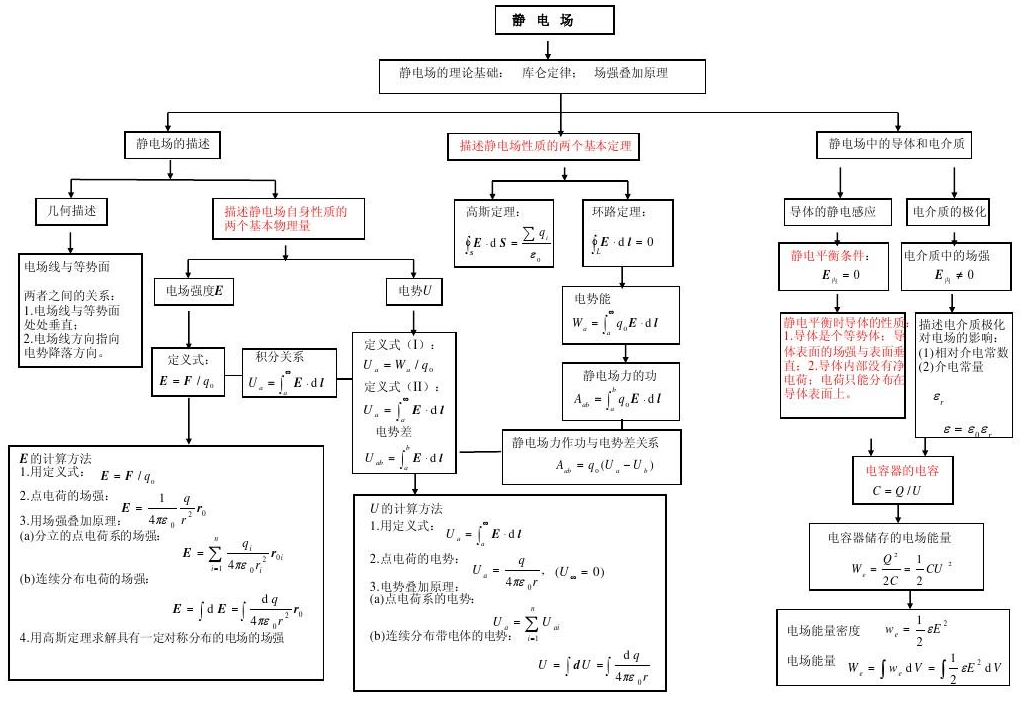 静 电 场
静电场的理论基础： 库仑定律； 场强叠加原理
静电场的描述
描述静电场性质的两个基本定理
静电场中的导体和电介质
几何描述
描述静电场自身性质的
两个基本物理量
高斯定理：
∮_s E·dS = ∑q_i / ε_0
环路定理：
∮_L E·dl = 0
导体的静电感应
电介质的极化
电场线与等势面
两者之间的关系：
1.电场线与等势面
处处垂直；
2.电场线方向指向
电势降落方向。
电场强度E
电势U
定义式：
E = F / q_0
积分关系
U_a = ∫_a^∞ E·dl
定义式（I）：
U_a = W_a / q_0
定义式（II）：
U_a = ∫_a^∞ E·dl
电势差
U_ab = ∫_a^b E·dl
电势能
W_a = ∫_a^∞ q_0 E·dl
静电场力的功
A_ab = ∫_a^b q_0 E·dl
静电场力作功与电势差关系
A_ab = q_0(U_a − U_b)
静电平衡条件：
E_内 = 0
电介质中的场强
E_内 ≠ 0
静电平衡时导体的性质：
1.导体是个等势体；导
体表面的场强与表面垂
直；2.导体内部没有净
电荷；电荷只能分布在
导体表面上。
描述电介质极化
对电场的影响：
(1)相对介电常数
(2)介电常量
ε_r
ε = ε_0 ε_r
电容器的电容
C = Q / U
电容器储存的电场能量
W_e = Q^2 / 2C = 1/2 CU^2
电场能量密度 w_e = 1/2 εE^2
电场能量 W_e = ∫ w_e dV = ∫ 1/2 εE^2 dV
E的计算方法
1.用定义式： E = F / q_0
2.点电荷的场强： E = 1/(4πε_0) q/r^2 r_0
3.用场强叠加原理：
(a)分立的点电荷系的场强：
E = ∑_{i=1}^n q_i/(4πε_0 r_i^2) r_{0i}
(b)连续分布电荷的场强：
E = ∫dE = ∫ dq/(4πε_0 r^2) r_0
4.用高斯定理求解具有一定对称分布的电场的场强
U的计算方法
1.用定义式： U_a = ∫_a^∞ E·dl
2.点电荷的电势： U_a = q/(4πε_0 r)， (U_∞ = 0)
3.电势叠加原理：
(a)点电荷系的电势：
U_a = ∑_{i=1}^n U_ai
(b)连续分布带电体的电势：
U = ∫dU = ∫ dq/(4πε_0 r)